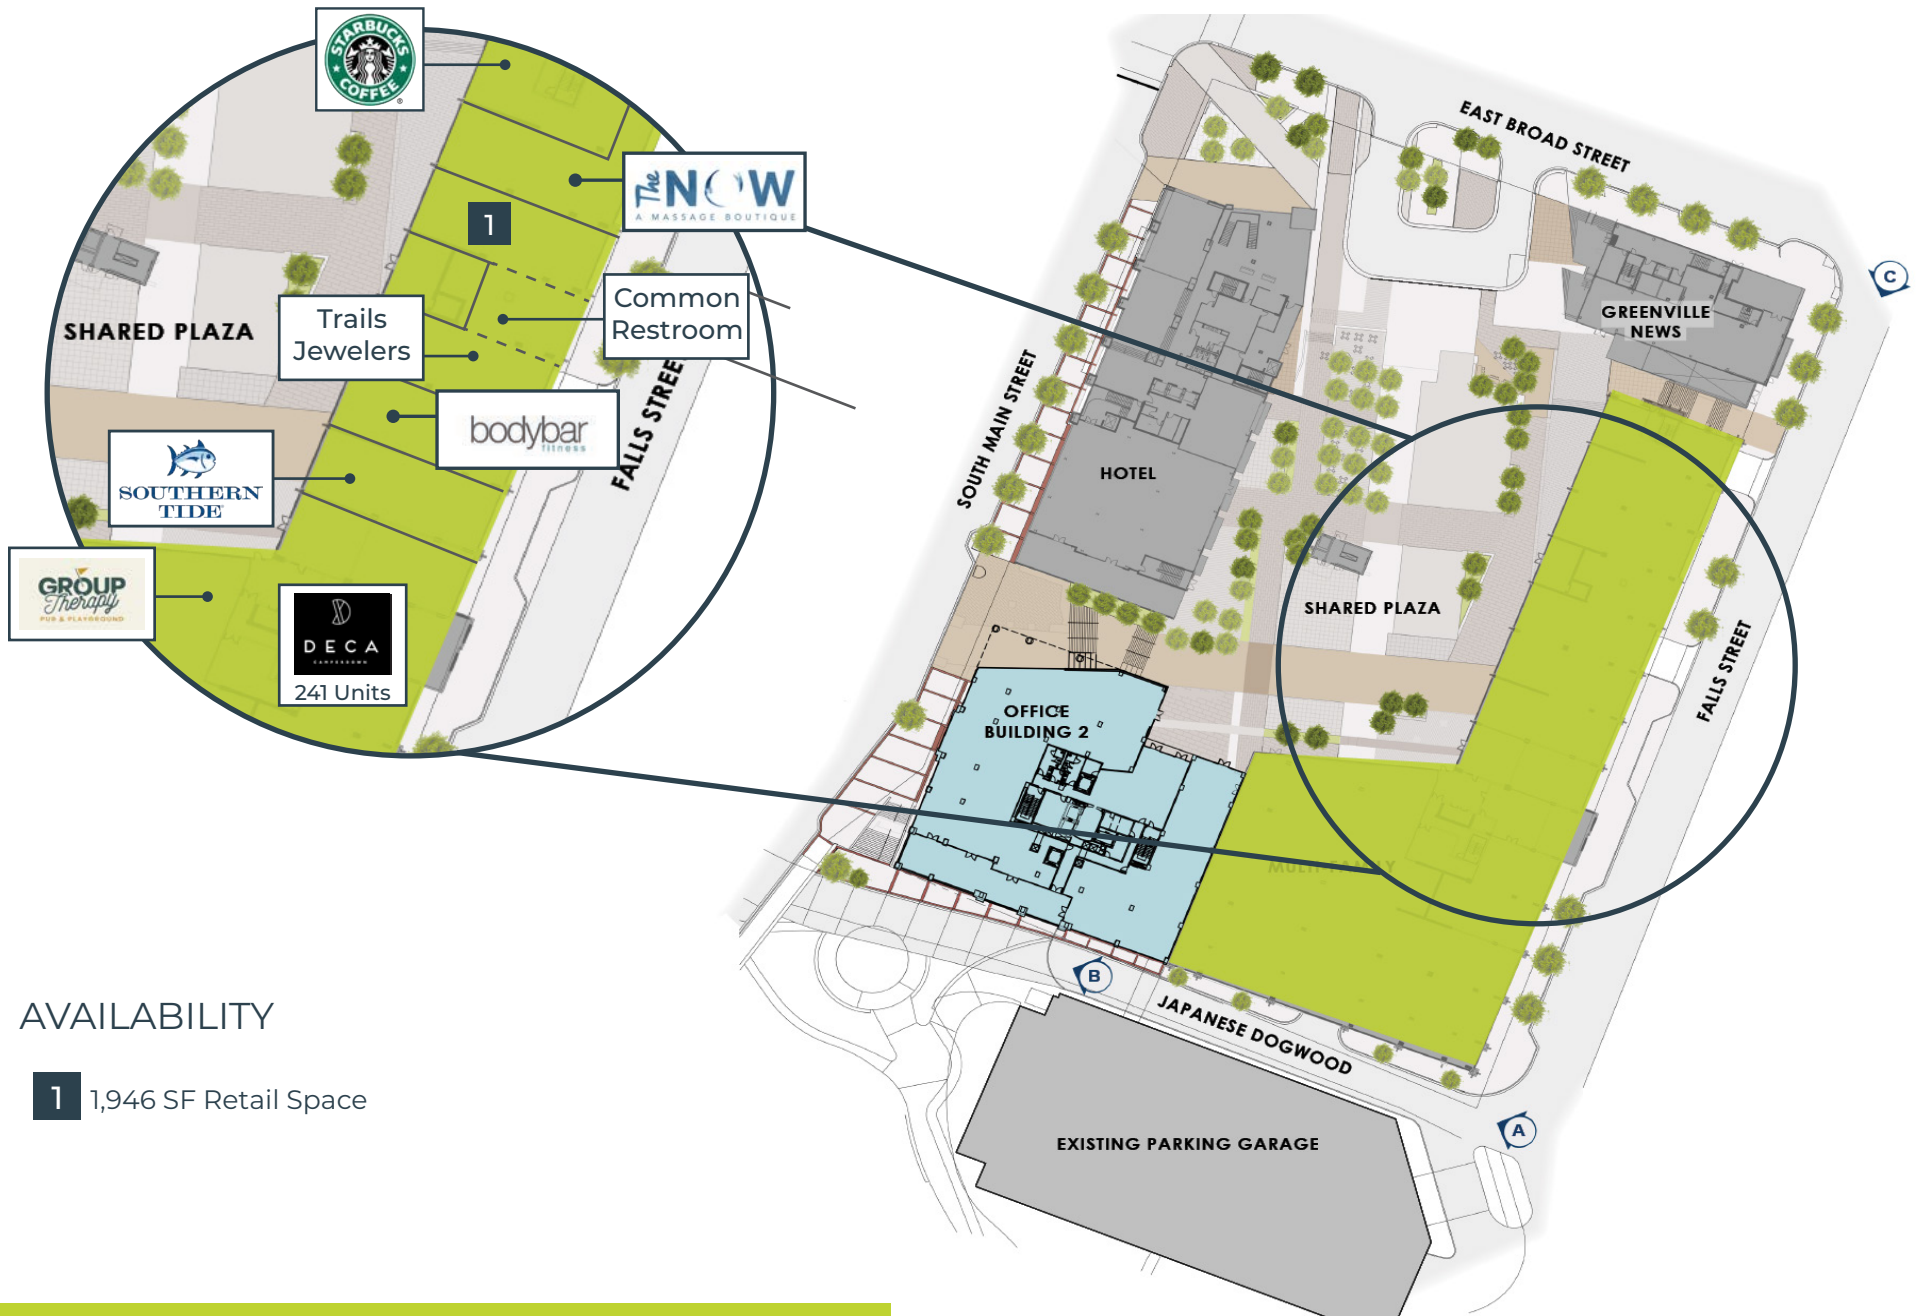 STARBUCKS
COFFEE
®
The NOW
A MASSAGE BOUTIQUE
1
Common
Restroom
Trails
Jewelers
SHARED PLAZA
bodybar
fitness
FALLS STREE
SOUTHERN
TIDE
GROUP
Therapy
PUB & PLAYGROUND
DECA
CAMPERDOWN
241 Units
EAST BROAD STREET
C
GREENVILLE
NEWS
SOUTH MAIN STREET
HOTEL
SHARED PLAZA
FALLS STREET
OFFICE
BUILDING 2
MULTI-FAMILY
B
JAPANESE DOGWOOD
A
EXISTING PARKING GARAGE
AVAILABILITY
1 1,946 SF Retail Space